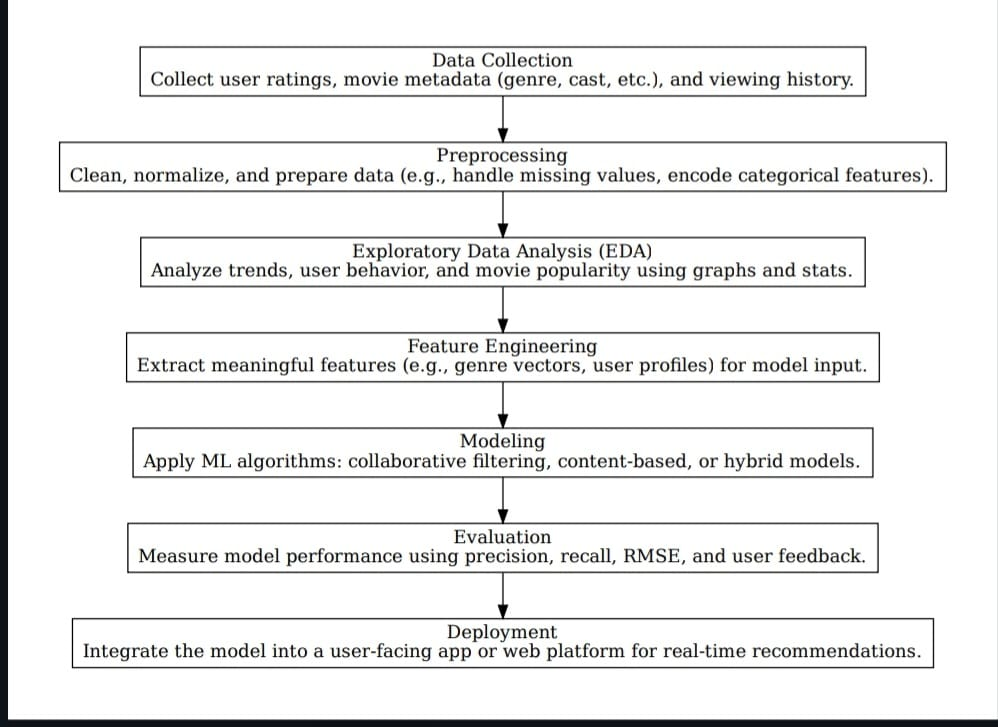 Data Collection
Collect user ratings, movie metadata (genre, cast, etc.), and viewing history.
Preprocessing
Clean, normalize, and prepare data (e.g., handle missing values, encode categorical features).
Exploratory Data Analysis (EDA)
Analyze trends, user behavior, and movie popularity using graphs and stats.
Feature Engineering
Extract meaningful features (e.g., genre vectors, user profiles) for model input.
Modeling
Apply ML algorithms: collaborative filtering, content-based, or hybrid models.
Evaluation
Measure model performance using precision, recall, RMSE, and user feedback.
Deployment
Integrate the model into a user-facing app or web platform for real-time recommendations.